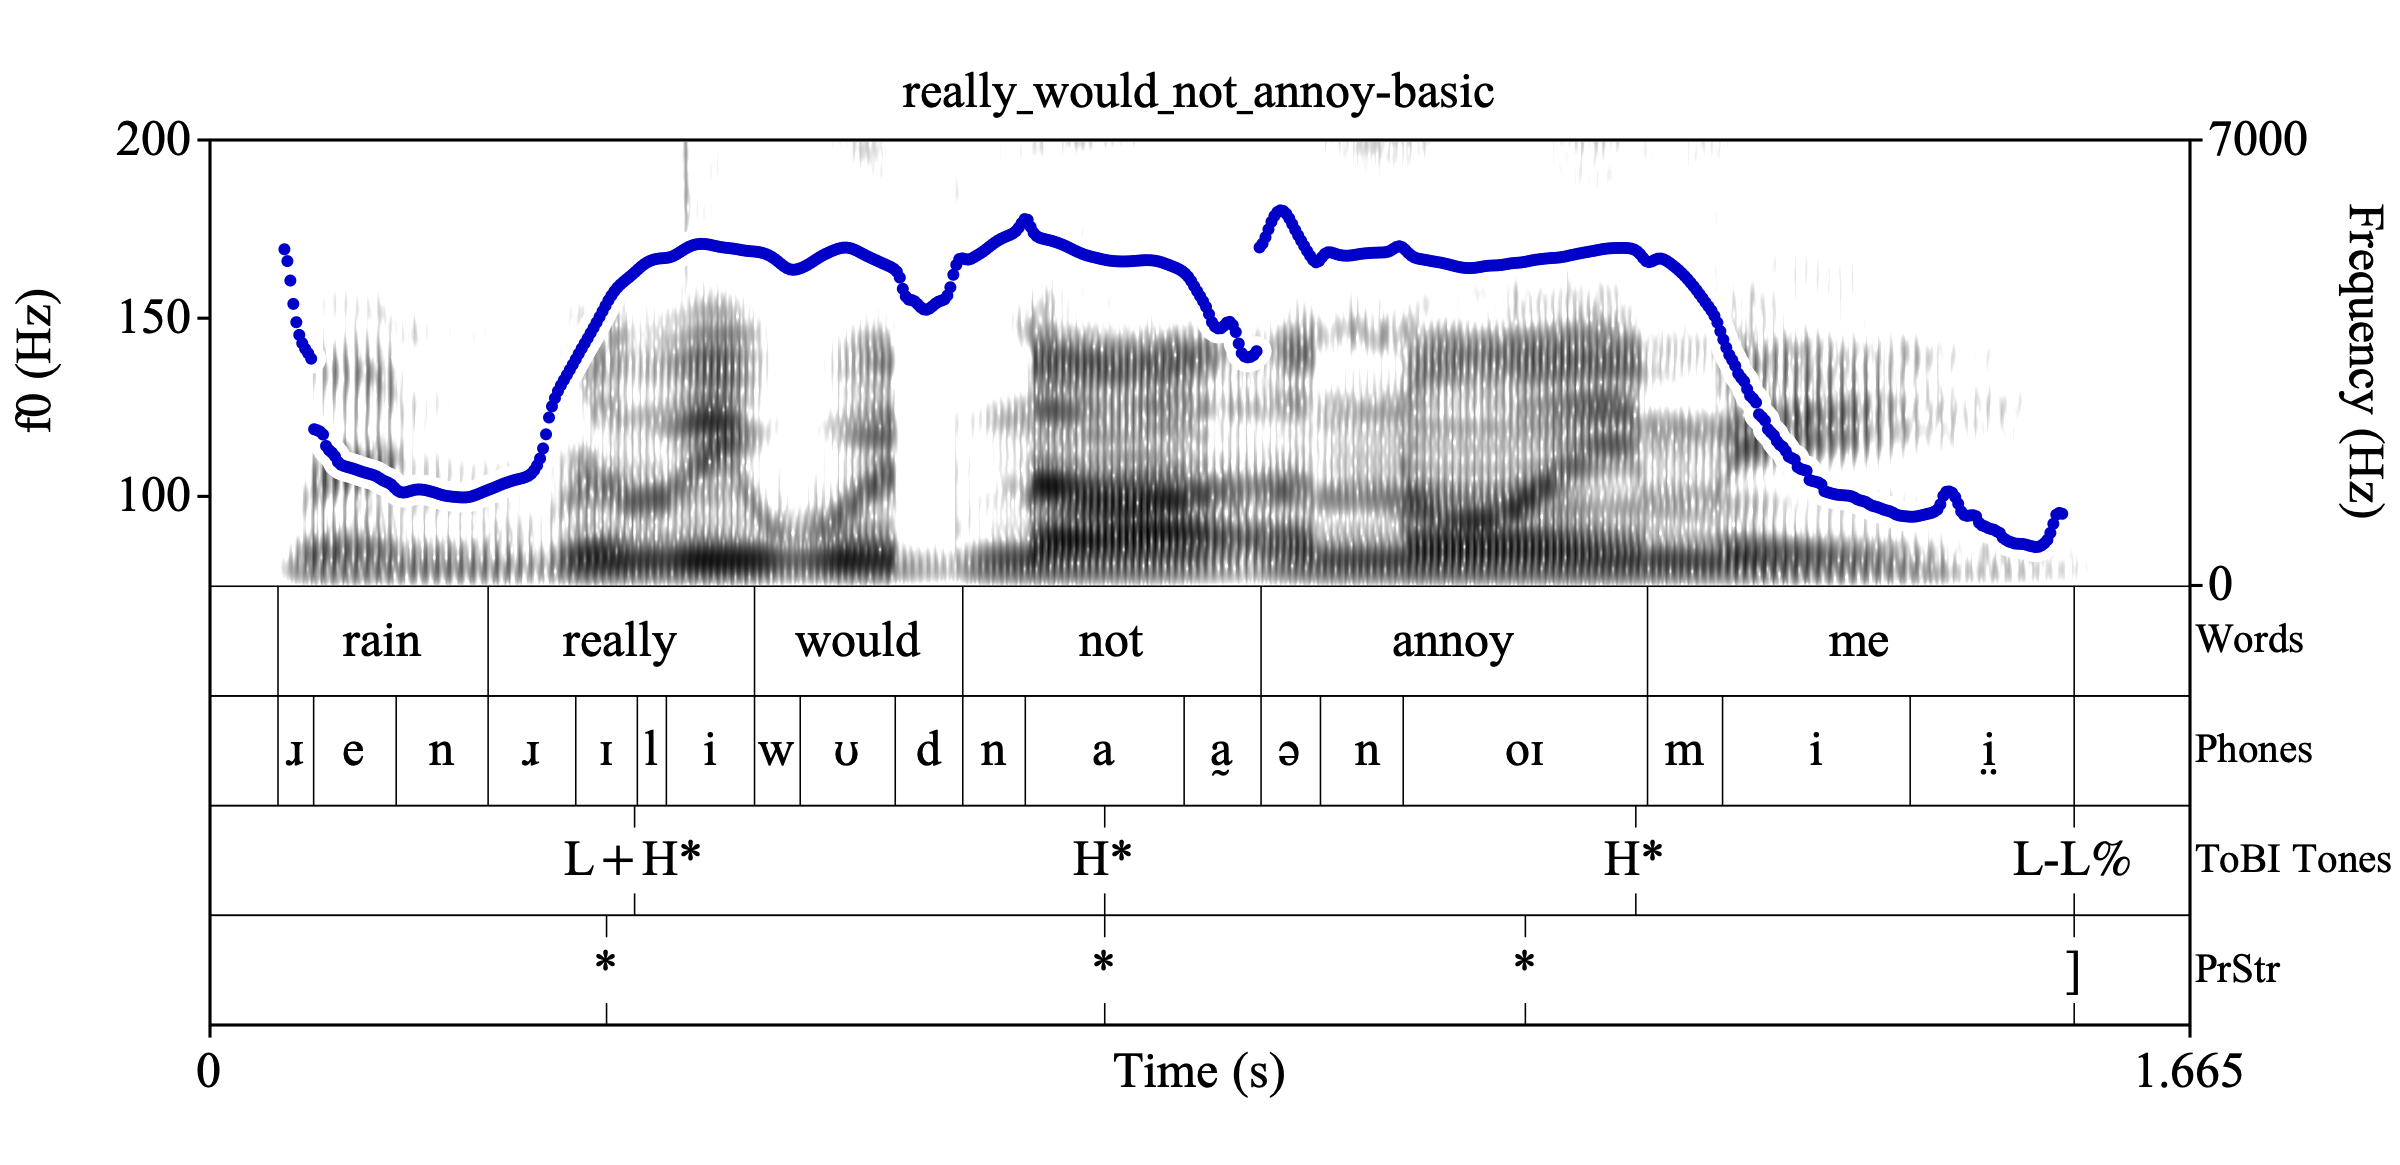 really_would_not_annoy-basic
200
7000
150
100
0
f0 (Hz)
Frequency (Hz)
rain really would not annoy me Words
ɹ e n ɹ ɪ l i w ʊ d n a a̰ ə n oɪ m i i̤ Phones
L+H* H* H* L-L% ToBI Tones
* * * ] PrStr
0 Time (s) 1.665